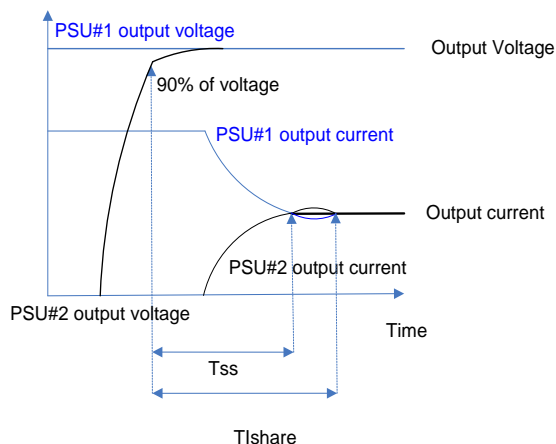 PSU#1 output voltage
Output Voltage
90% of voltage
PSU#1 output current
Output current
PSU#2 output current
PSU#2 output voltage
Time
Tss
TIshare